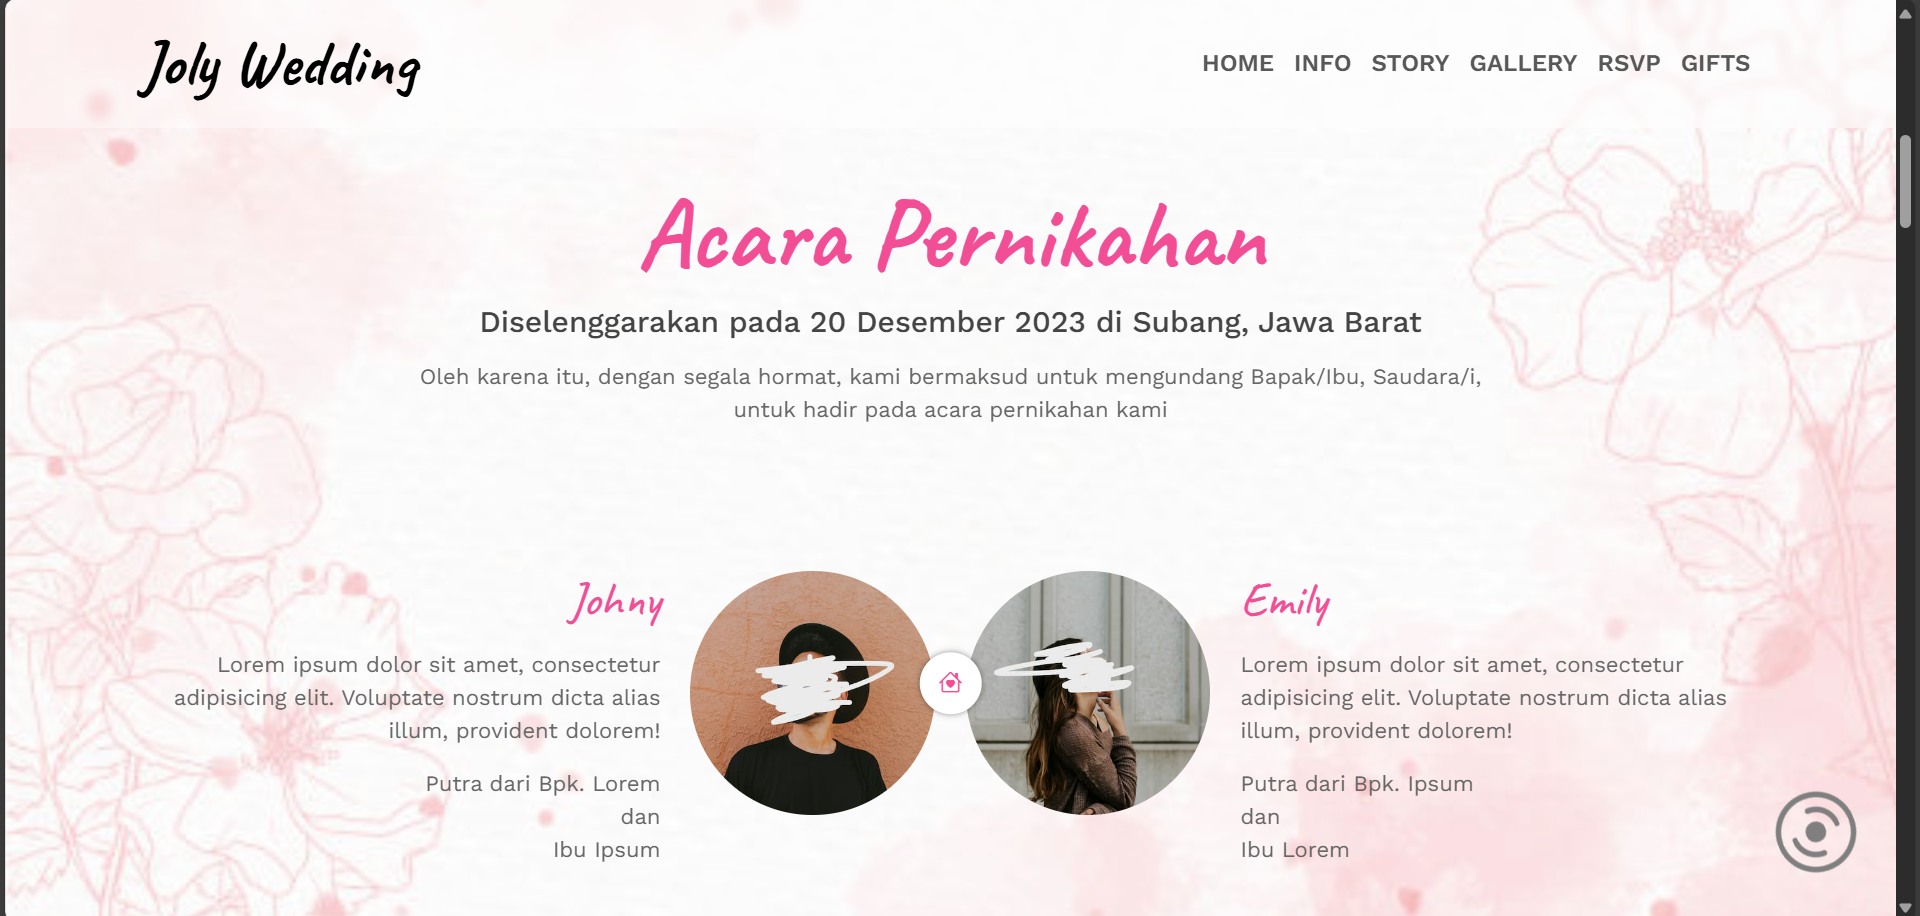 Joly Wedding
HOME INFO STORY GALLERY RSVP GIFTS
Acara Pernikahan
Diselenggarakan pada 20 Desember 2023 di Subang, Jawa Barat
Oleh karena itu, dengan segala hormat, kami bermaksud untuk mengundang Bapak/Ibu, Saudara/i,
untuk hadir pada acara pernikahan kami
Johny
Lorem ipsum dolor sit amet, consectetur
adipisicing elit. Voluptate nostrum dicta alias
illum, provident dolorem!
Putra dari Bpk. Lorem
dan
Ibu Ipsum
Emily
Lorem ipsum dolor sit amet, consectetur
adipisicing elit. Voluptate nostrum dicta alias
illum, provident dolorem!
Putra dari Bpk. Ipsum
dan
Ibu Lorem